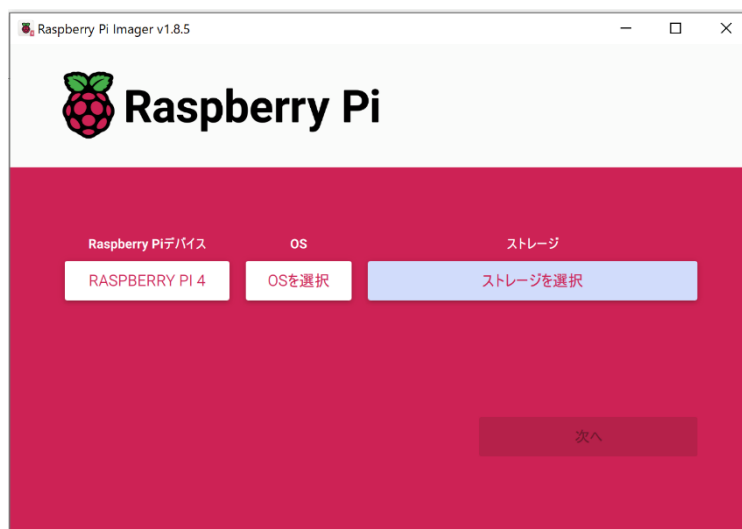 Raspberry Pi Imager v1.8.5
Raspberry Pi
Raspberry Piデバイス OS ストレージ
RASPBERRY PI 4 OSを選択 ストレージを選択
次へ